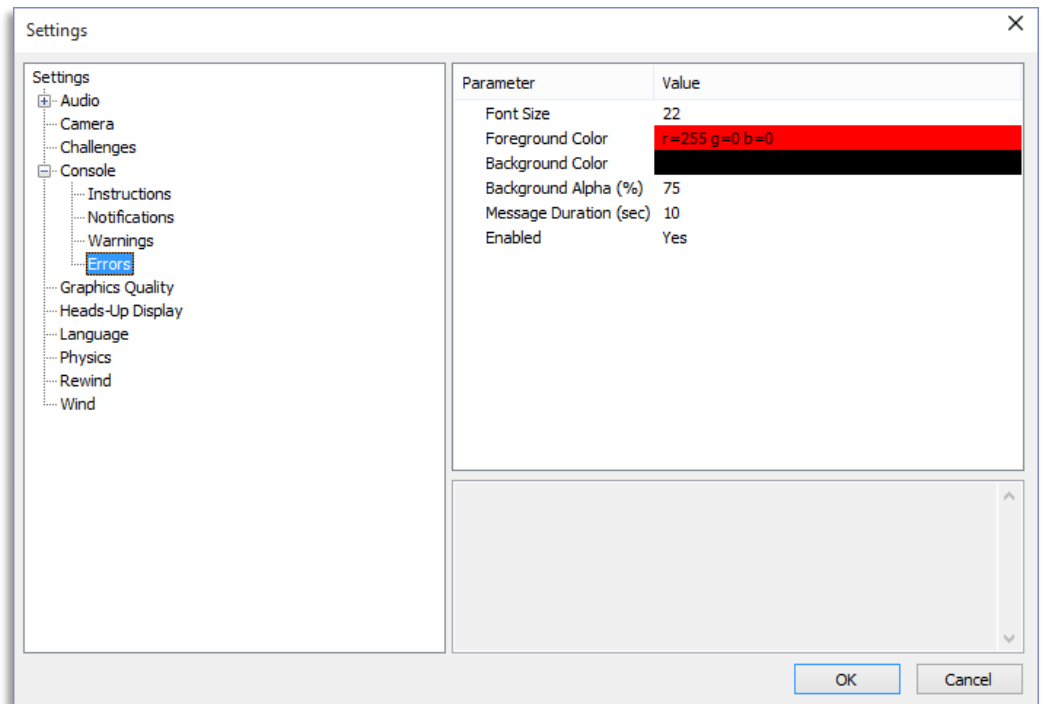 Settings
Settings
Audio
Camera
Challenges
Console
Instructions
Notifications
Warnings
Errors
Graphics Quality
Heads-Up Display
Language
Physics
Rewind
Wind
Parameter Value
Font Size 22
Foreground Color r=255 g=0 b=0
Background Color
Background Alpha (%) 75
Message Duration (sec) 10
Enabled Yes
OK Cancel